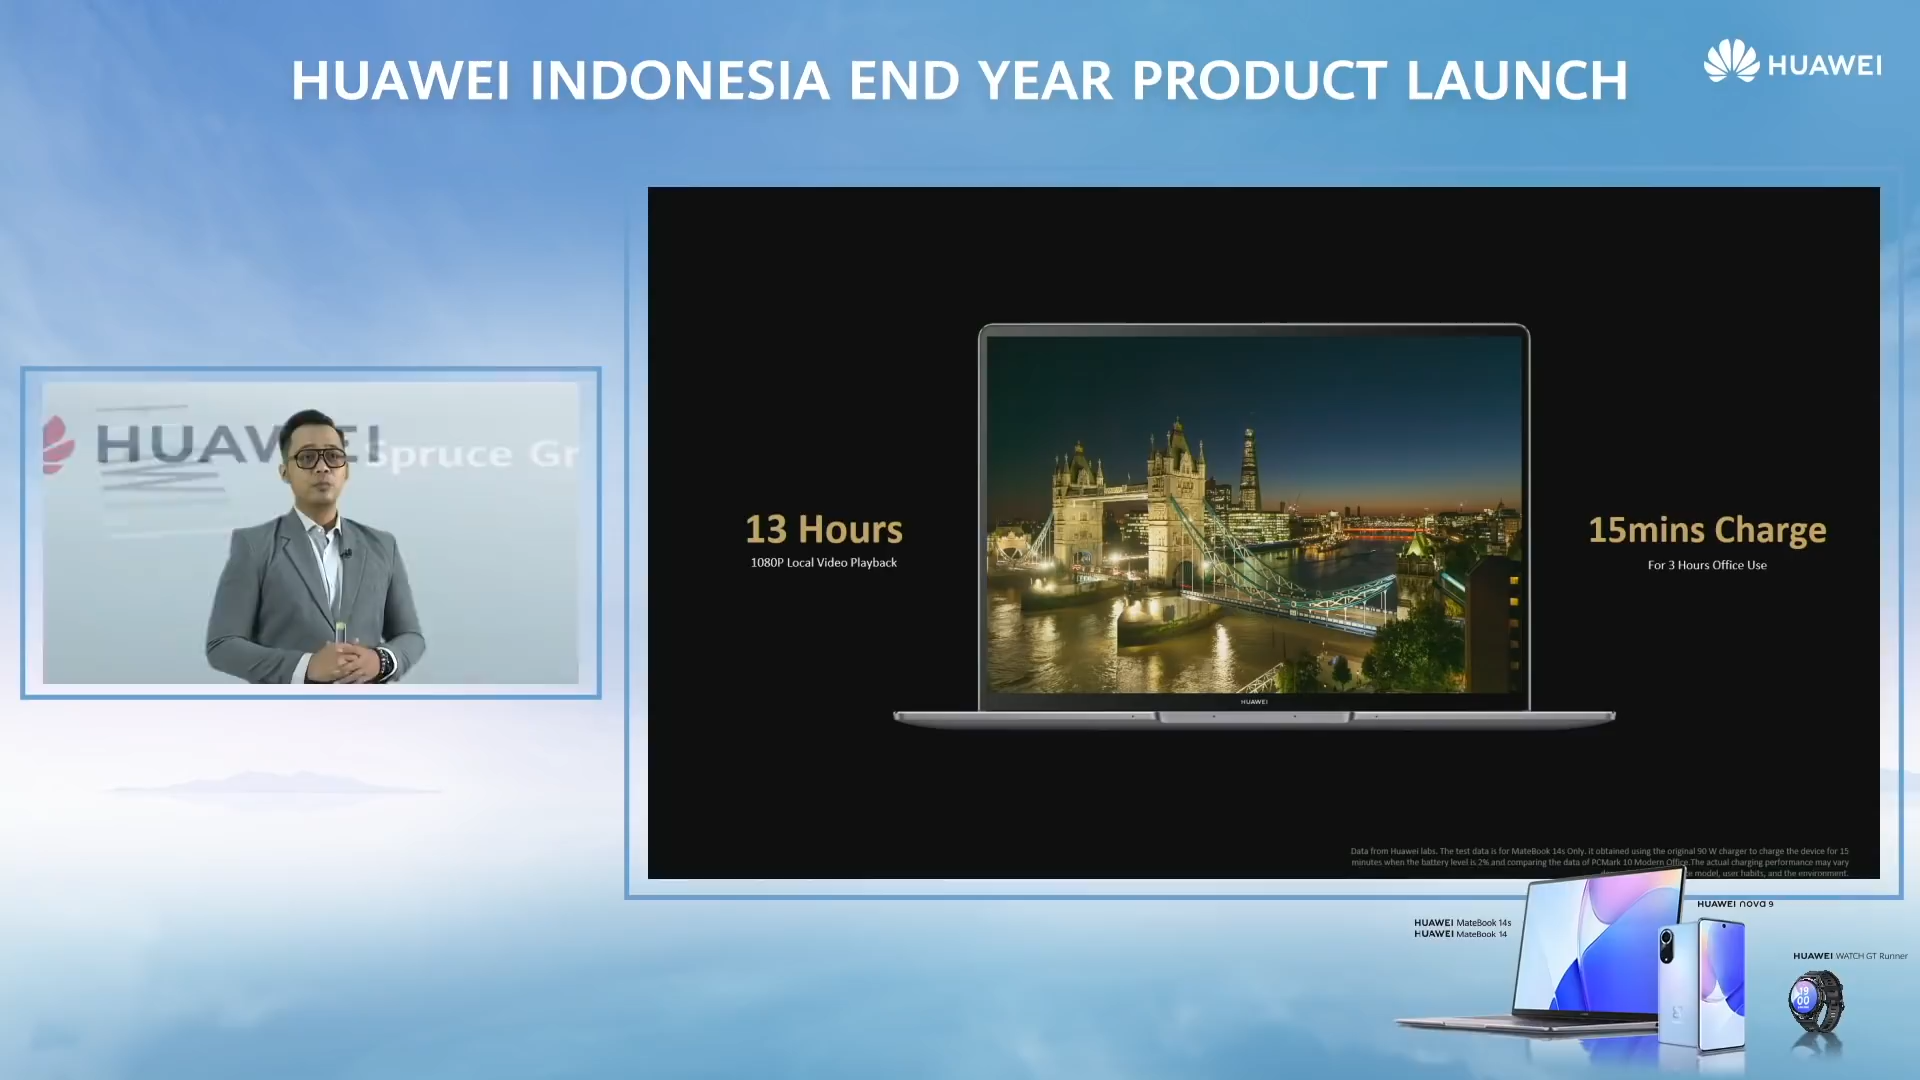 HUAWEI INDONESIA END YEAR PRODUCT LAUNCH
HUAWEI
HUAWEI
Spruce Gr
13 Hours
1080P Local Video Playback
15mins Charge
For 3 Hours Office Use
HUAWEI
Data from Huawei labs. The test data is for MateBook 14s Only. it obtained using the original 90 W charger to charge the device for 15
minutes when the battery level is 2% and comparing the data of PCMark 10 Modern Office.The actual charging performance may vary
model, user habits, and the environment.
HUAWEI MateBook 14s
HUAWEI MateBook 14
HUAWEI nova 9
HUAWEI WATCH GT Runner
19
00